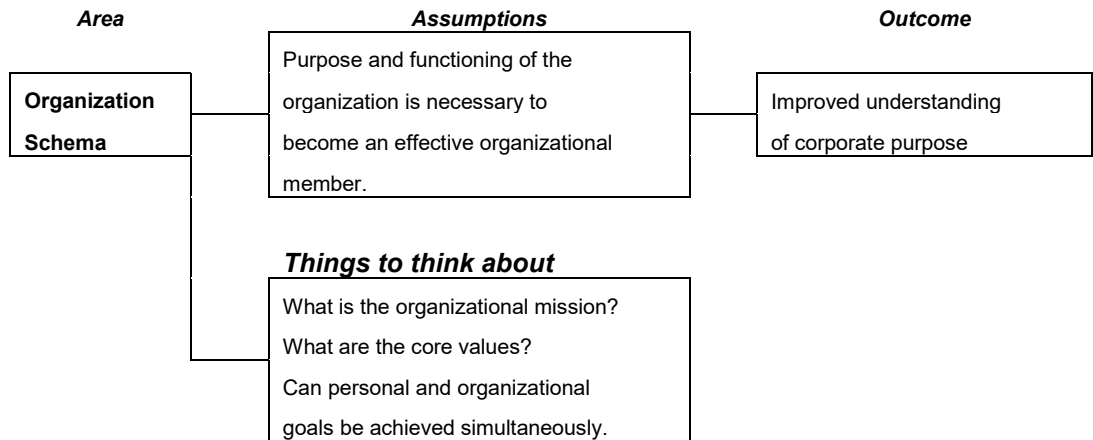 Area
Assumptions
Outcome
Organization
Schema
Purpose and functioning of the
organization is necessary to
become an effective organizational
member.
Improved understanding
of corporate purpose
Things to think about
What is the organizational mission?
What are the core values?
Can personal and organizational
goals be achieved simultaneously.